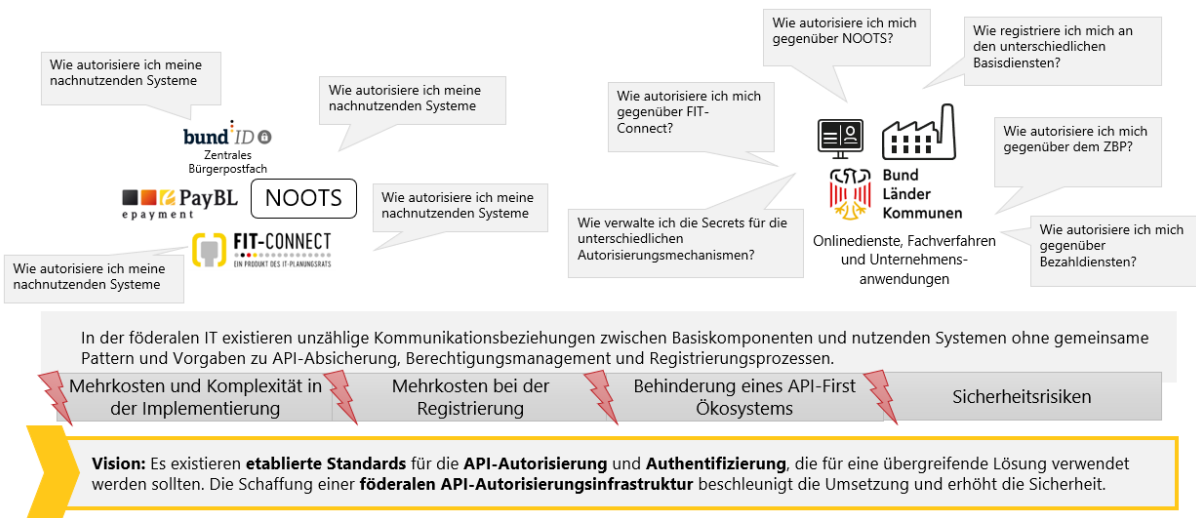 Wie autorisiere ich meine
nachnutzenden Systeme
Wie autorisiere ich meine
nachnutzenden Systeme
bund ID
Zentrales
Bürgerpostfach
PayBL
epayment
NOOTS
Wie autorisiere ich meine
nachnutzenden Systeme
FIT-CONNECT
EIN PRODUKT DES IT-PLANUNGSRATS
Wie autorisiere ich meine
nachnutzenden Systeme
Wie autorisiere ich mich
gegenüber NOOTS?
Wie registriere ich mich an
den unterschiedlichen
Basisdiensten?
Wie autorisiere ich mich
gegenüber FIT-
Connect?
Wie autorisiere ich mich
gegenüber dem ZBP?
Bund
Länder
Kommunen
Wie verwalte ich die Secrets für die
unterschiedlichen
Autorisierungsmechanismen?
Onlinedienste, Fachverfahren
und Unternehmens-
anwendungen
Wie autorisiere ich mich
gegenüber
Bezahldiensten?
In der föderalen IT existieren unzählige Kommunikationsbeziehungen zwischen Basiskomponenten und nutzenden Systemen ohne gemeinsame
Pattern und Vorgaben zu API-Absicherung, Berechtigungsmanagement und Registrierungsprozessen.
Mehrkosten und Komplexität in
der Implementierung
Mehrkosten bei der
Registrierung
Behinderung eines API-First
Ökosystems
Sicherheitsrisiken
Vision: Es existieren etablierte Standards für die API-Autorisierung und Authentifizierung, die für eine übergreifende Lösung verwendet
werden sollten. Die Schaffung einer föderalen API-Autorisierungsinfrastruktur beschleunigt die Umsetzung und erhöht die Sicherheit.